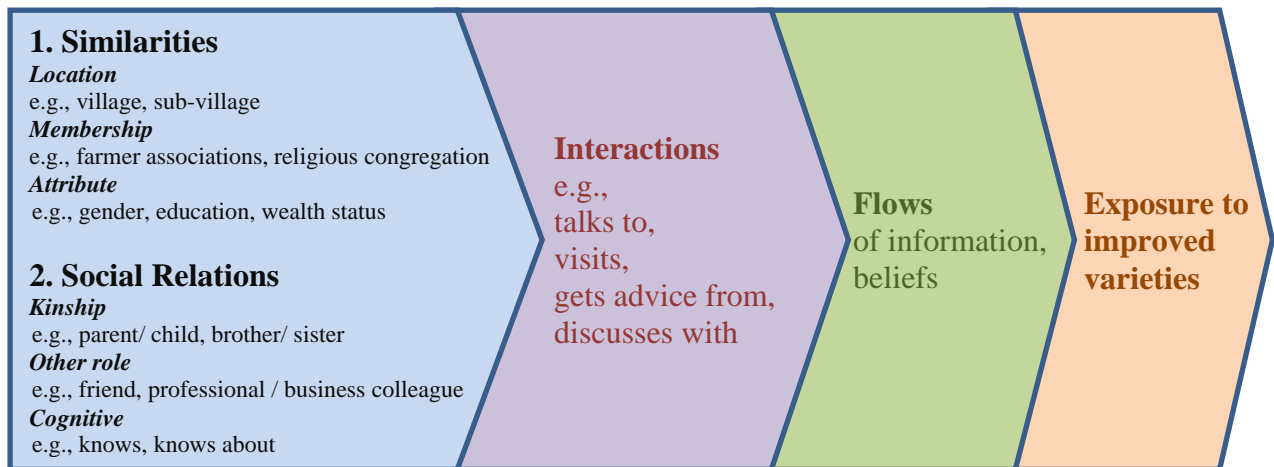 1. Similarities
Location
e.g., village, sub-village
Membership
e.g., farmer associations, religious congregation
Attribute
e.g., gender, education, wealth status
2. Social Relations
Kinship
e.g., parent/ child, brother/ sister
Other role
e.g., friend, professional / business colleague
Cognitive
e.g., knows, knows about
Interactions
e.g.,
talks to,
visits,
gets advice from,
discusses with
Flows
of information,
beliefs
Exposure to
improved
varieties